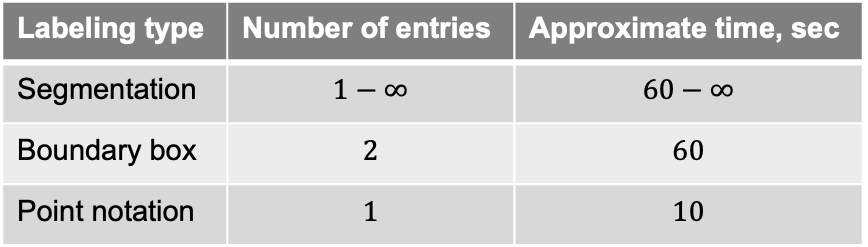 Labeling type Number of entries Approximate time, sec
Segmentation 1 − ∞ 60 − ∞
Boundary box 2 60
Point notation 1 10